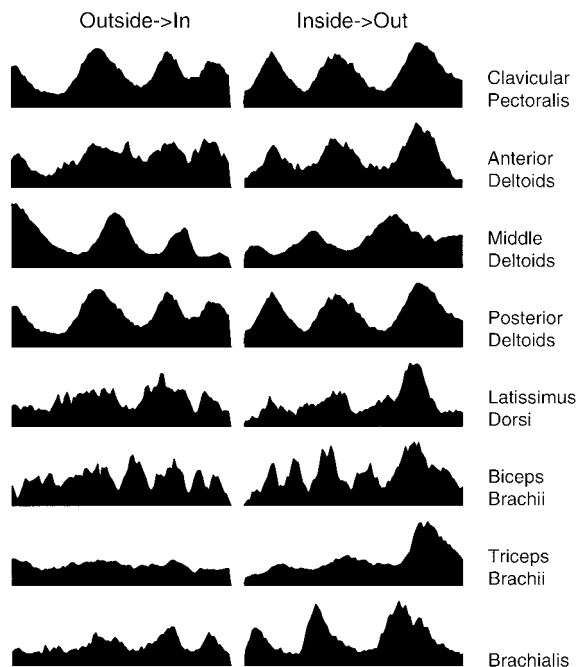 Outside->In
Inside->Out
Clavicular
Pectoralis
Anterior
Deltoids
Middle
Deltoids
Posterior
Deltoids
Latissimus
Dorsi
Biceps
Brachii
Triceps
Brachii
Brachialis